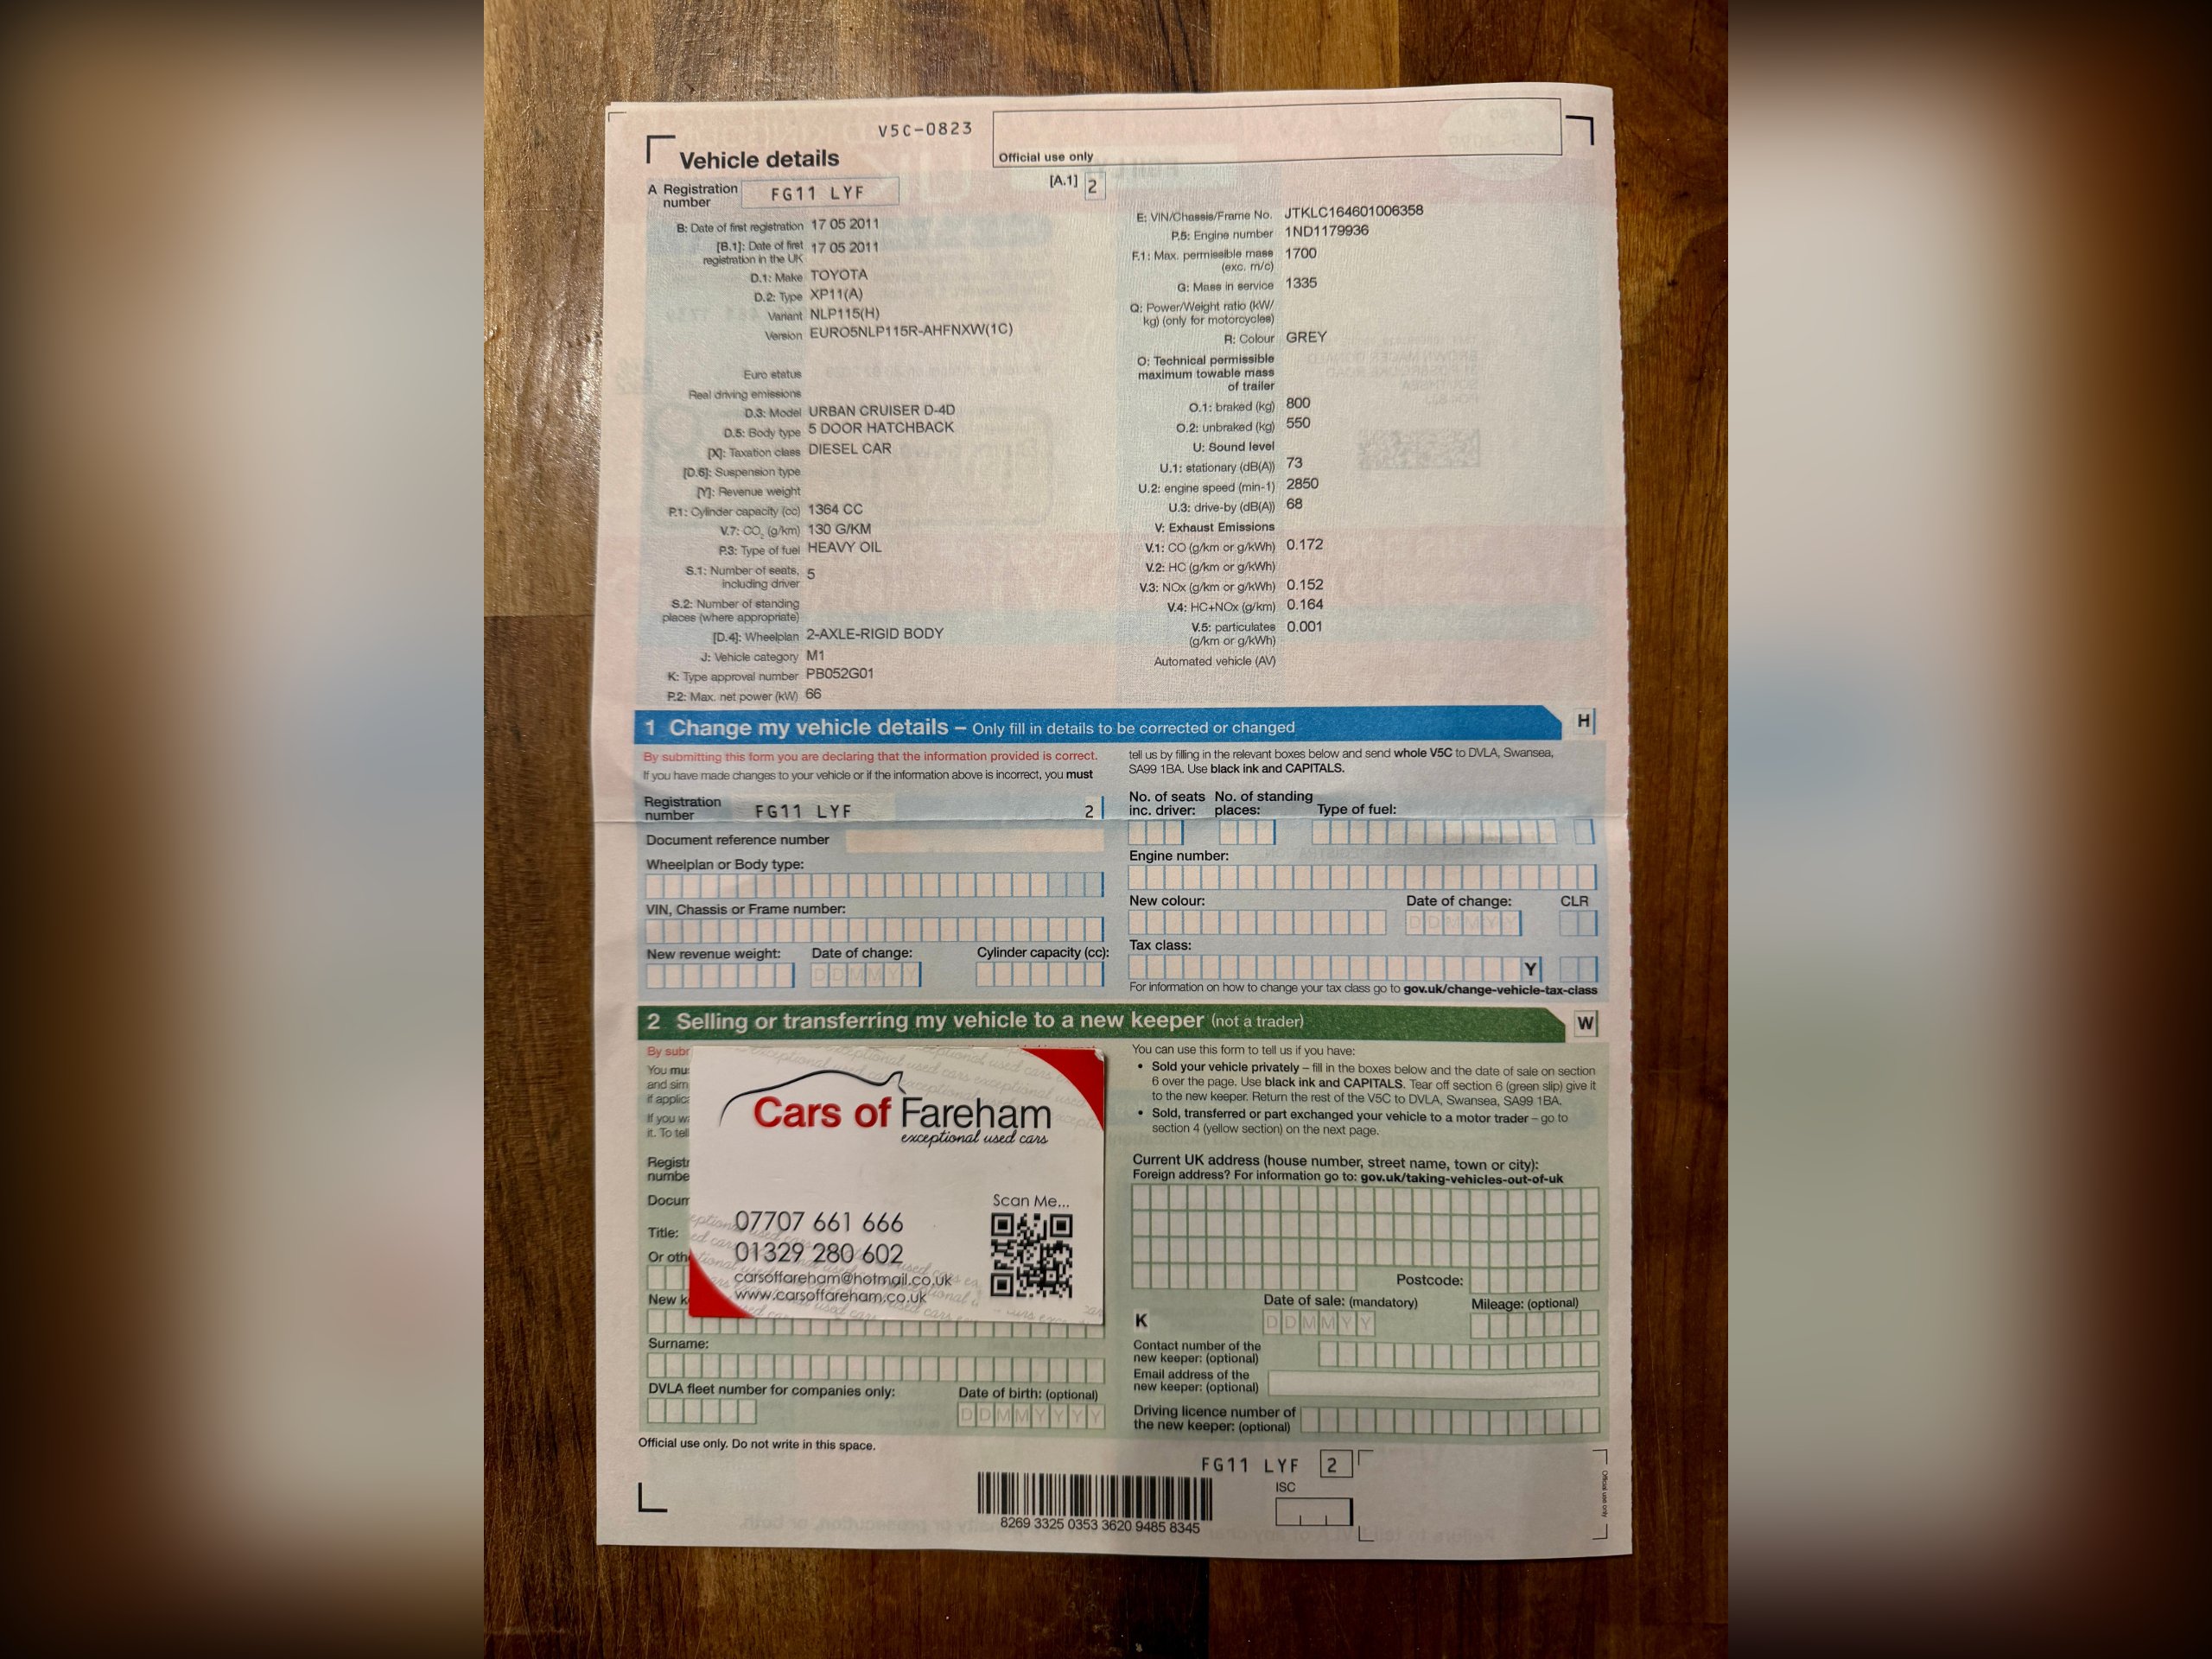 V5C-0823
Vehicle details
Official use only
A Registration number FG11 LYF
[A.1] 2
B: Date of first registration 17 05 2011
[B.1]: Date of first registration in the UK 17 05 2011
D.1: Make TOYOTA
D.2: Type XP11(A)
Variant NLP115(H)
Version EURO5NLP115R-AHFNXW(1C)
Euro status
Real driving emissions
D.3: Model URBAN CRUISER D-4D
D.5: Body type 5 DOOR HATCHBACK
[X]: Taxation class DIESEL CAR
[D.6]: Suspension type
[Y]: Revenue weight
P.1: Cylinder capacity (cc) 1364 CC
V.7: CO2 (g/km) 130 G/KM
P.3: Type of fuel HEAVY OIL
S.1: Number of seats, including driver 5
S.2: Number of standing places (where appropriate)
[D.4]: Wheelplan 2-AXLE-RIGID BODY
J: Vehicle category M1
K: Type approval number PB052G01
P.2: Max. net power (kW) 66
E: VIN/Chassis/Frame No. JTKLC164601006358
P.5: Engine number 1ND1179936
F.1: Max. permissible mass (exc. m/c) 1700
G: Mass in service 1335
Q: Power/Weight ratio (kW/kg) (only for motorcycles)
R: Colour GREY
O: Technical permissible maximum towable mass of trailer
O.1: braked (kg) 800
O.2: unbraked (kg) 550
U: Sound level
U.1: stationary (dB(A)) 73
U.2: engine speed (min-1) 2850
U.3: drive-by (dB(A)) 68
V: Exhaust Emissions
V.1: CO (g/km or g/kWh) 0.172
V.2: HC (g/km or g/kWh)
V.3: NOx (g/km or g/kWh) 0.152
V.4: HC+NOx (g/km) 0.164
V.5: particulates (g/km or g/kWh) 0.001
Automated vehicle (AV)
1 Change my vehicle details – Only fill in details to be corrected or changed H
By submitting this form you are declaring that the information provided is correct.
If you have made changes to your vehicle or if the information above is incorrect, you must
tell us by filling in the relevant boxes below and send whole V5C to DVLA, Swansea,
SA99 1BA. Use black ink and CAPITALS.
Registration number FG11 LYF 2
Document reference number
Wheelplan or Body type:
VIN, Chassis or Frame number:
New revenue weight: Date of change: Cylinder capacity (cc):
DDMMYY
No. of seats inc. driver: No. of standing places: Type of fuel:
Engine number:
New colour: Date of change: CLR
DDMMYY
Tax class:
Y
For information on how to change your tax class go to gov.uk/change-vehicle-tax-class
2 Selling or transferring my vehicle to a new keeper (not a trader) W
By
You
and
if
If you
it. To tell
Title:
Or
New
Surname:
DVLA fleet number for companies only: Date of birth: (optional)
DDMMYYYY
Cars of Fareham
exceptional used cars
Scan Me...
07707 661 666
01329 280 602
carsoffareham@hotmail.co.uk
www.carsoffareham.co.uk
You can use this form to tell us if you have:
• Sold your vehicle privately – fill in the boxes below and the date of sale on section
6 over the page. Use black ink and CAPITALS. Tear off section 6 (green slip) give it
to the new keeper. Return the rest of the V5C to DVLA, Swansea, SA99 1BA.
• Sold, transferred or part exchanged your vehicle to a motor trader – go to
section 4 (yellow section) on the next page.
Current UK address (house number, street name, town or city):
Foreign address? For information go to: gov.uk/taking-vehicles-out-of-uk
Postcode:
K Date of sale: (mandatory) Mileage: (optional)
DDMMYY
Contact number of the new keeper: (optional)
Email address of the new keeper: (optional)
Driving licence number of the new keeper: (optional)
Official use only. Do not write in this space.
FG11 LYF 2
ISC
8269 3325 0353 3620 9485 8345
Official use only